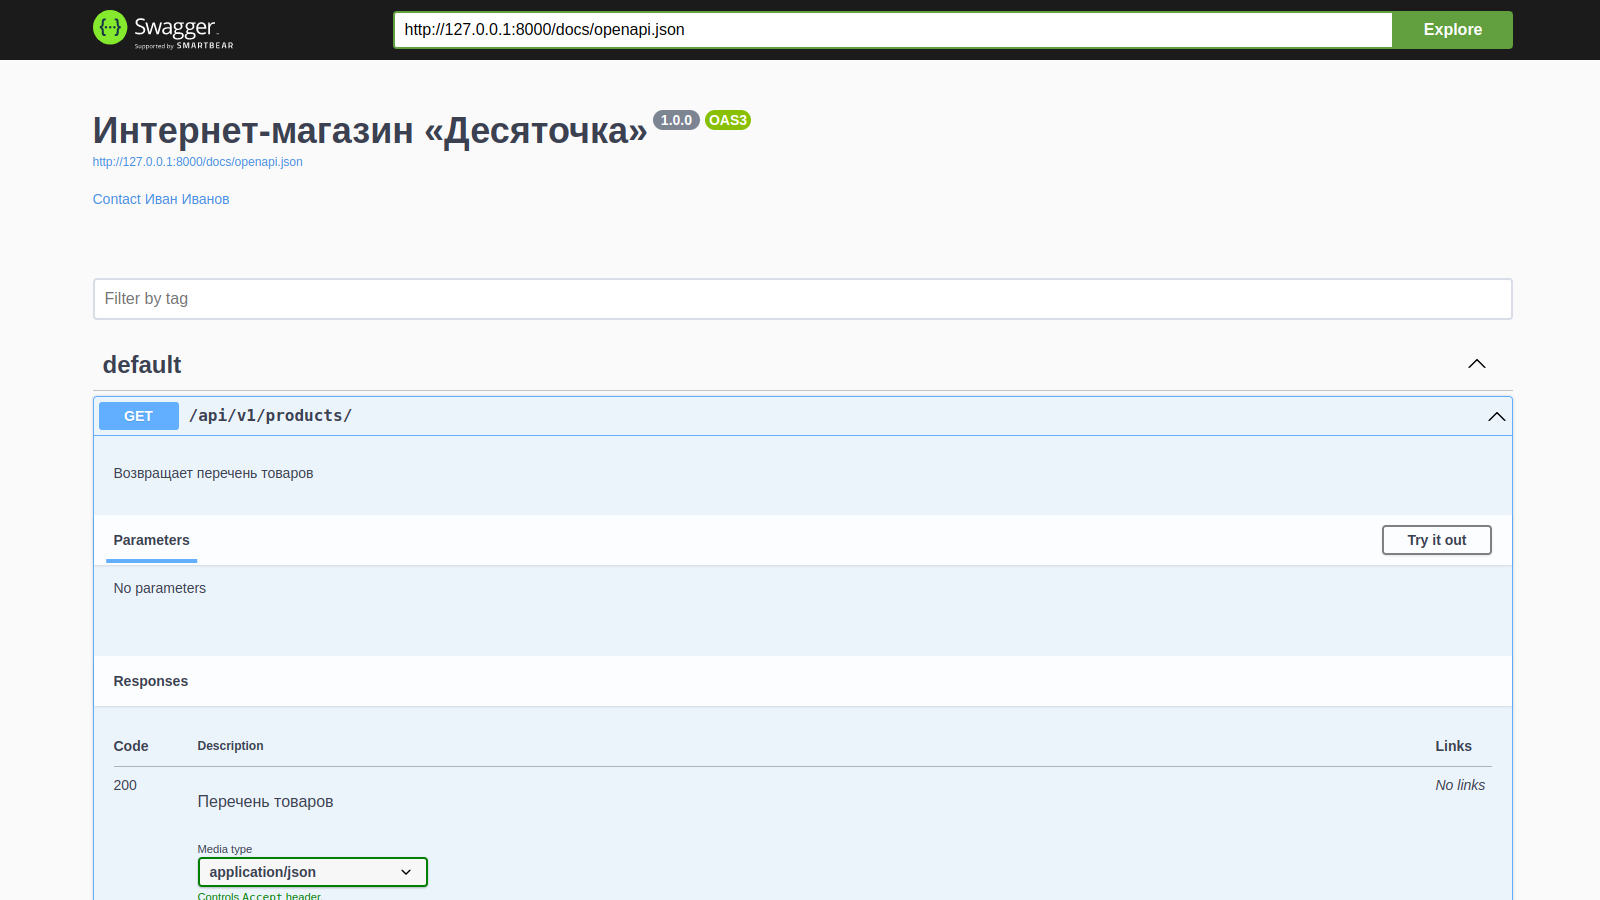 Swagger
Supported by SMARTBEAR
http://127.0.0.1:8000/docs/openapi.json
Explore
Интернет-магазин «Десяточка» 1.0.0 OAS3
http://127.0.0.1:8000/docs/openapi.json
Contact Иван Иванов
Filter by tag
default
GET /api/v1/products/
Возвращает перечень товаров
Parameters
Try it out
No parameters
Responses
Code Description Links
200
Перечень товаров
No links
Media type
application/json
Controls Accept header.